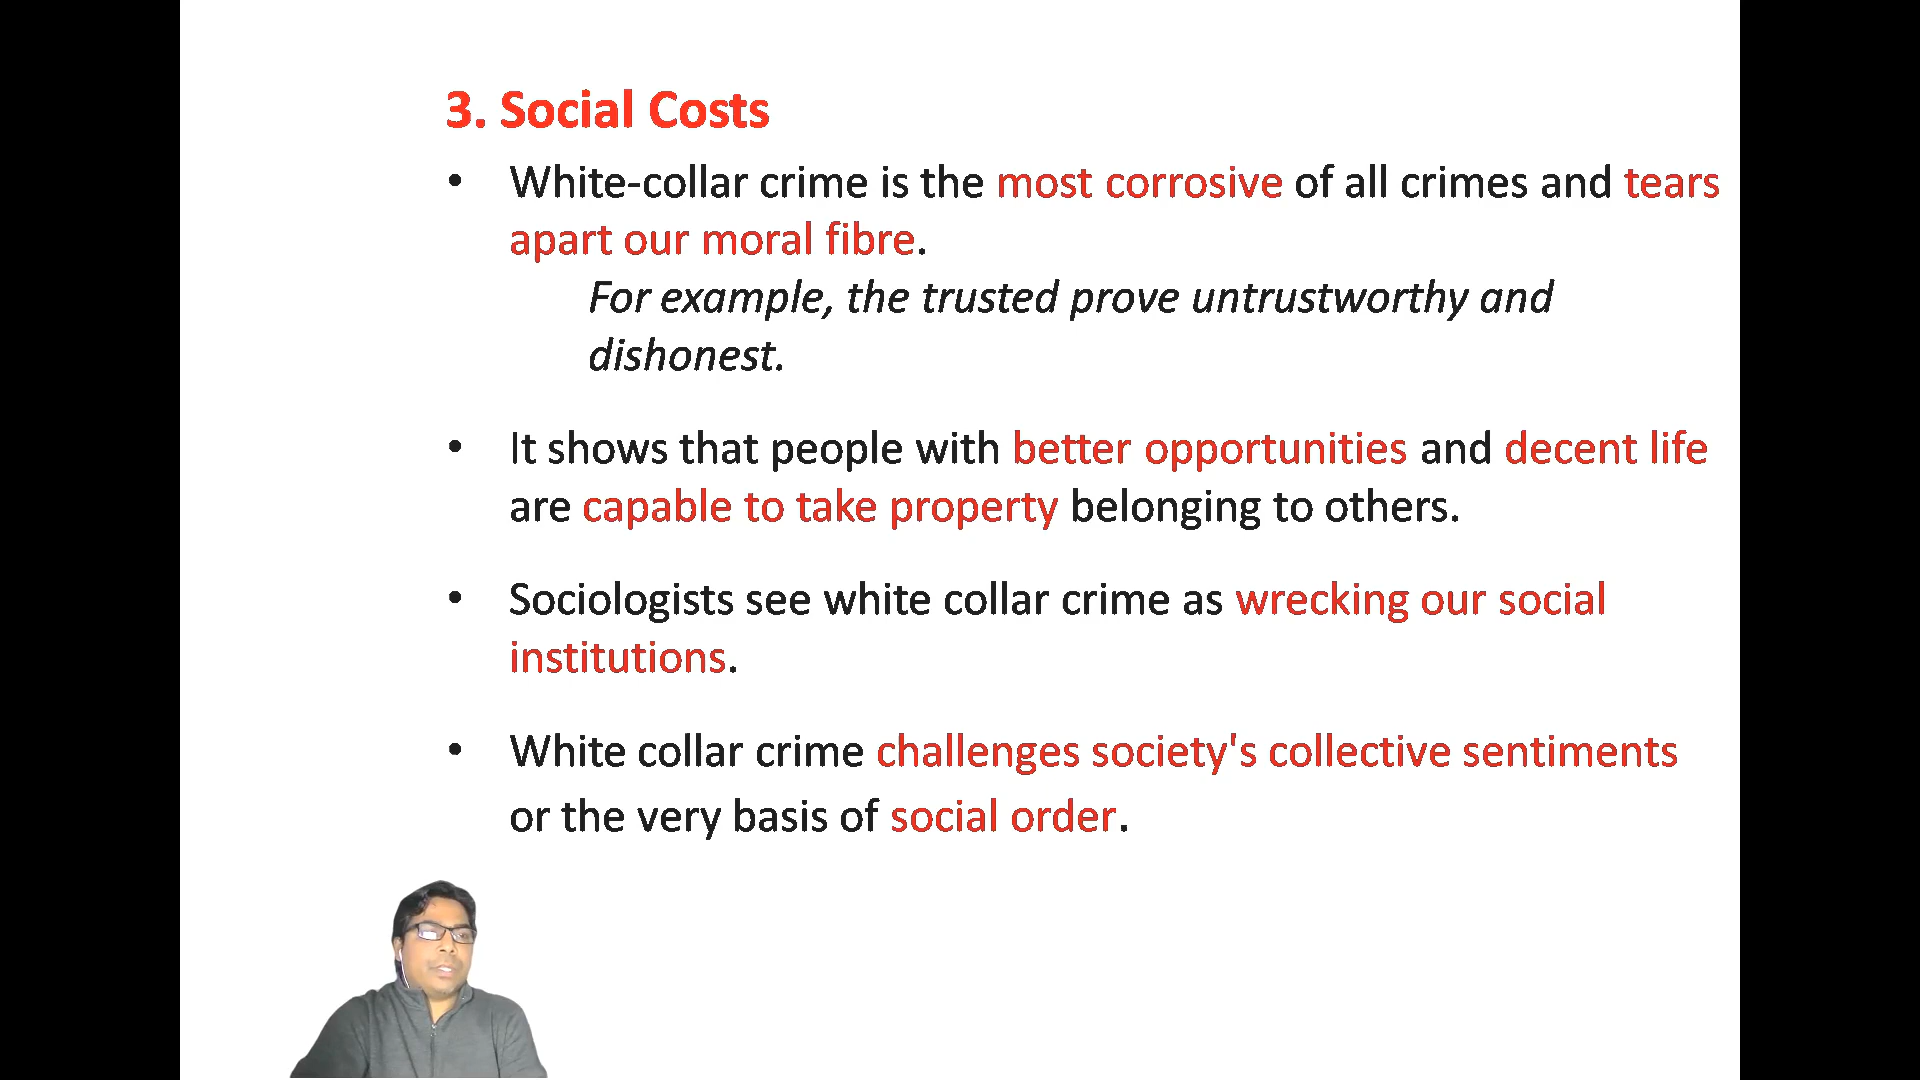 3. Social Costs
• White-collar crime is the most corrosive of all crimes and tears
apart our moral fibre.
For example, the trusted prove untrustworthy and
dishonest.
• It shows that people with better opportunities and decent life
are capable to take property belonging to others.
• Sociologists see white collar crime as wrecking our social
institutions.
• White collar crime challenges society's collective sentiments
or the very basis of social order.